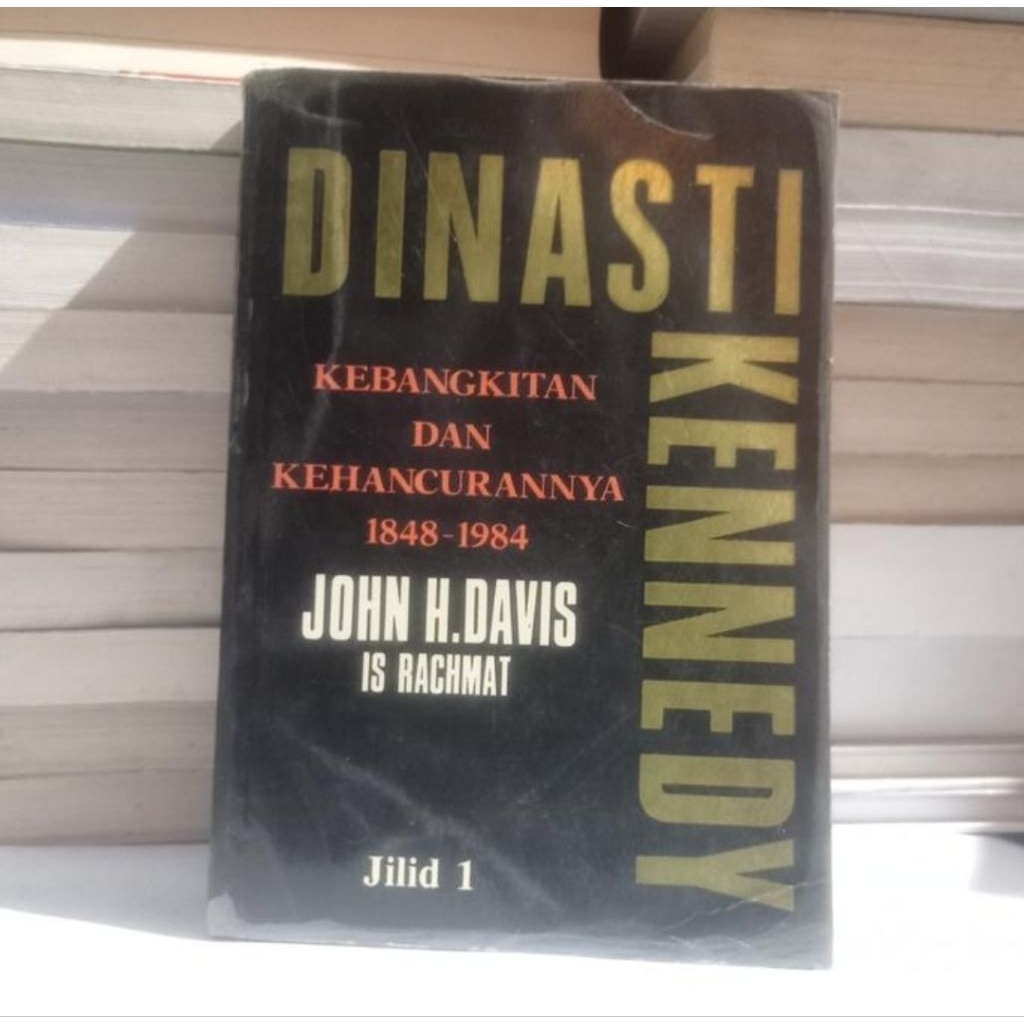 DINASTI
KENNEDY
KEBANGKITAN
DAN
KEHANCURANNYA
1848-1984
JOHN H.DAVIS
IS RACHMAT
Jilid 1